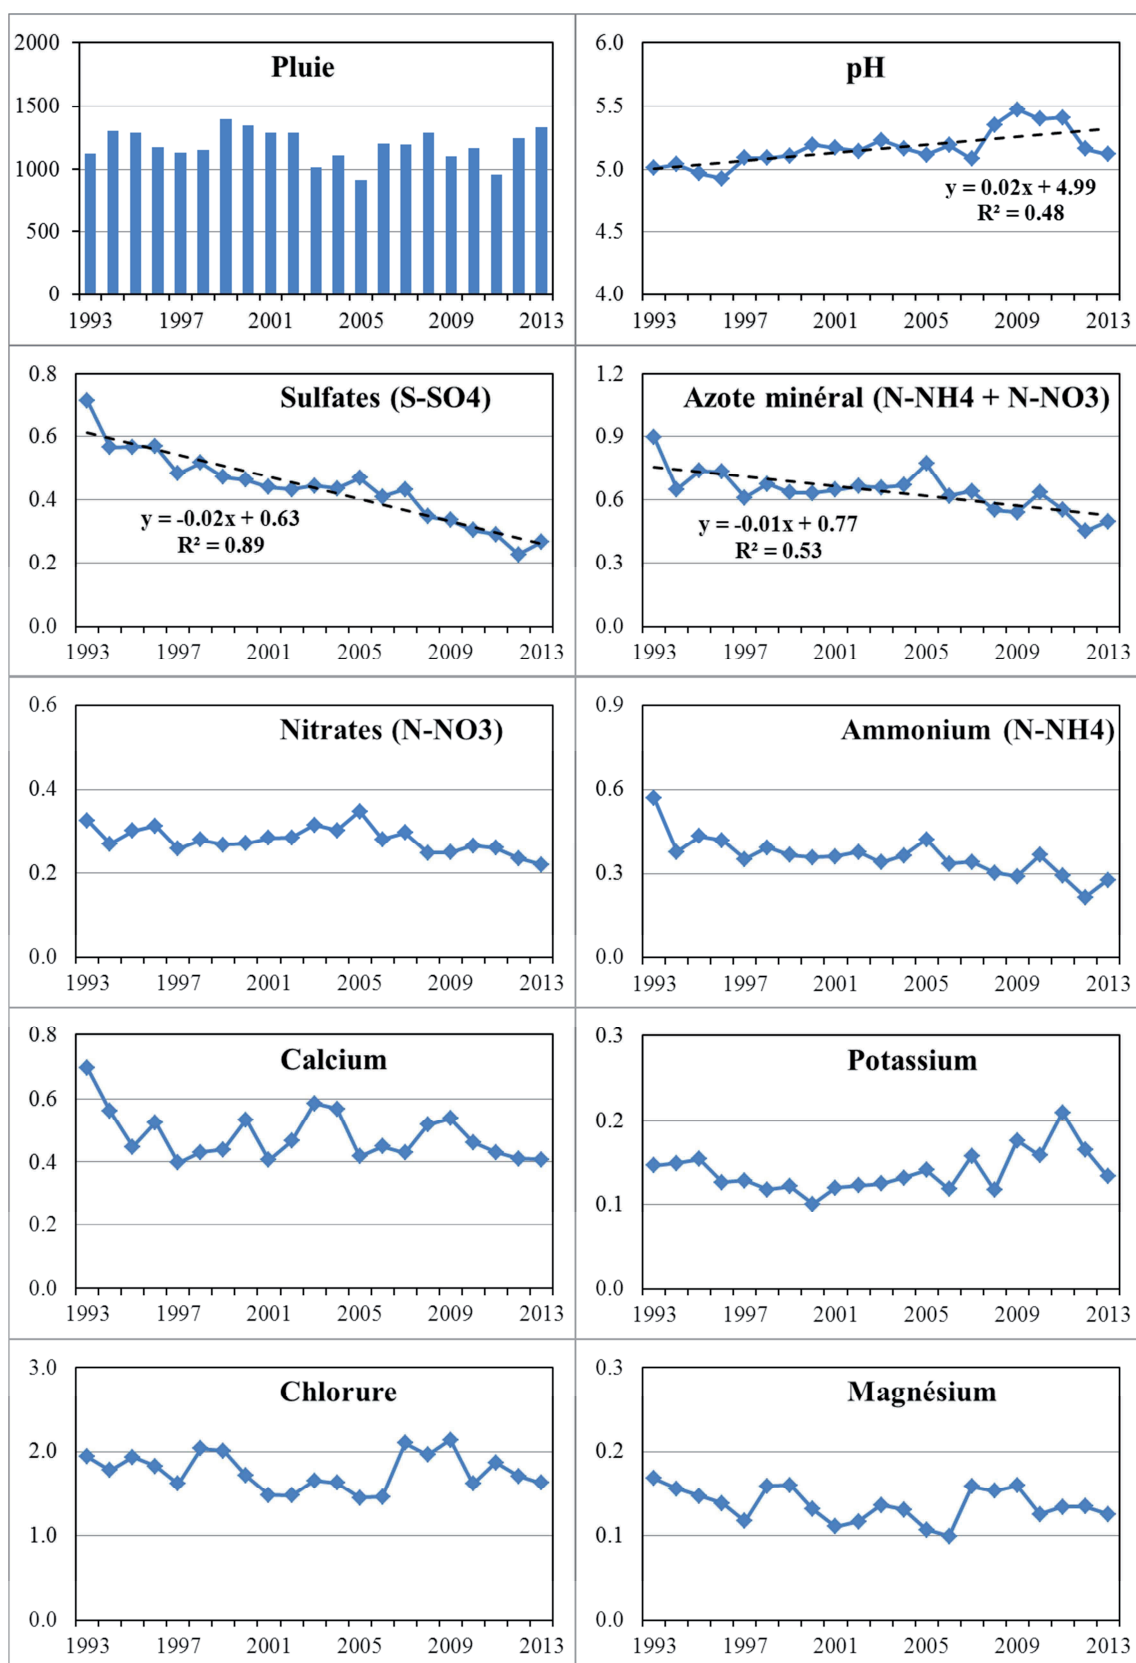 Pluie
2000
1500
1000
500
0
1993 1997 2001 2005 2009 2013
pH
6.0
5.5
5.0
4.5
4.0
y = 0.02x + 4.99
R² = 0.48
1993 1997 2001 2005 2009 2013
Sulfates (S-SO4)
0.8
0.6
0.4
0.2
0.0
y = -0.02x + 0.63
R² = 0.89
1993 1997 2001 2005 2009 2013
Azote minéral (N-NH4 + N-NO3)
1.2
0.9
0.6
0.3
0.0
y = -0.01x + 0.77
R² = 0.53
1993 1997 2001 2005 2009 2013
Nitrates (N-NO3)
0.6
0.4
0.2
0.0
1993 1997 2001 2005 2009 2013
Ammonium (N-NH4)
0.9
0.6
0.3
0.0
1993 1997 2001 2005 2009 2013
Calcium
0.8
0.6
0.4
0.2
0.0
1993 1997 2001 2005 2009 2013
Potassium
0.3
0.2
0.1
0.0
1993 1997 2001 2005 2009 2013
Chlorure
3.0
2.0
1.0
0.0
1993 1997 2001 2005 2009 2013
Magnésium
0.3
0.2
0.1
0.0
1993 1997 2001 2005 2009 2013